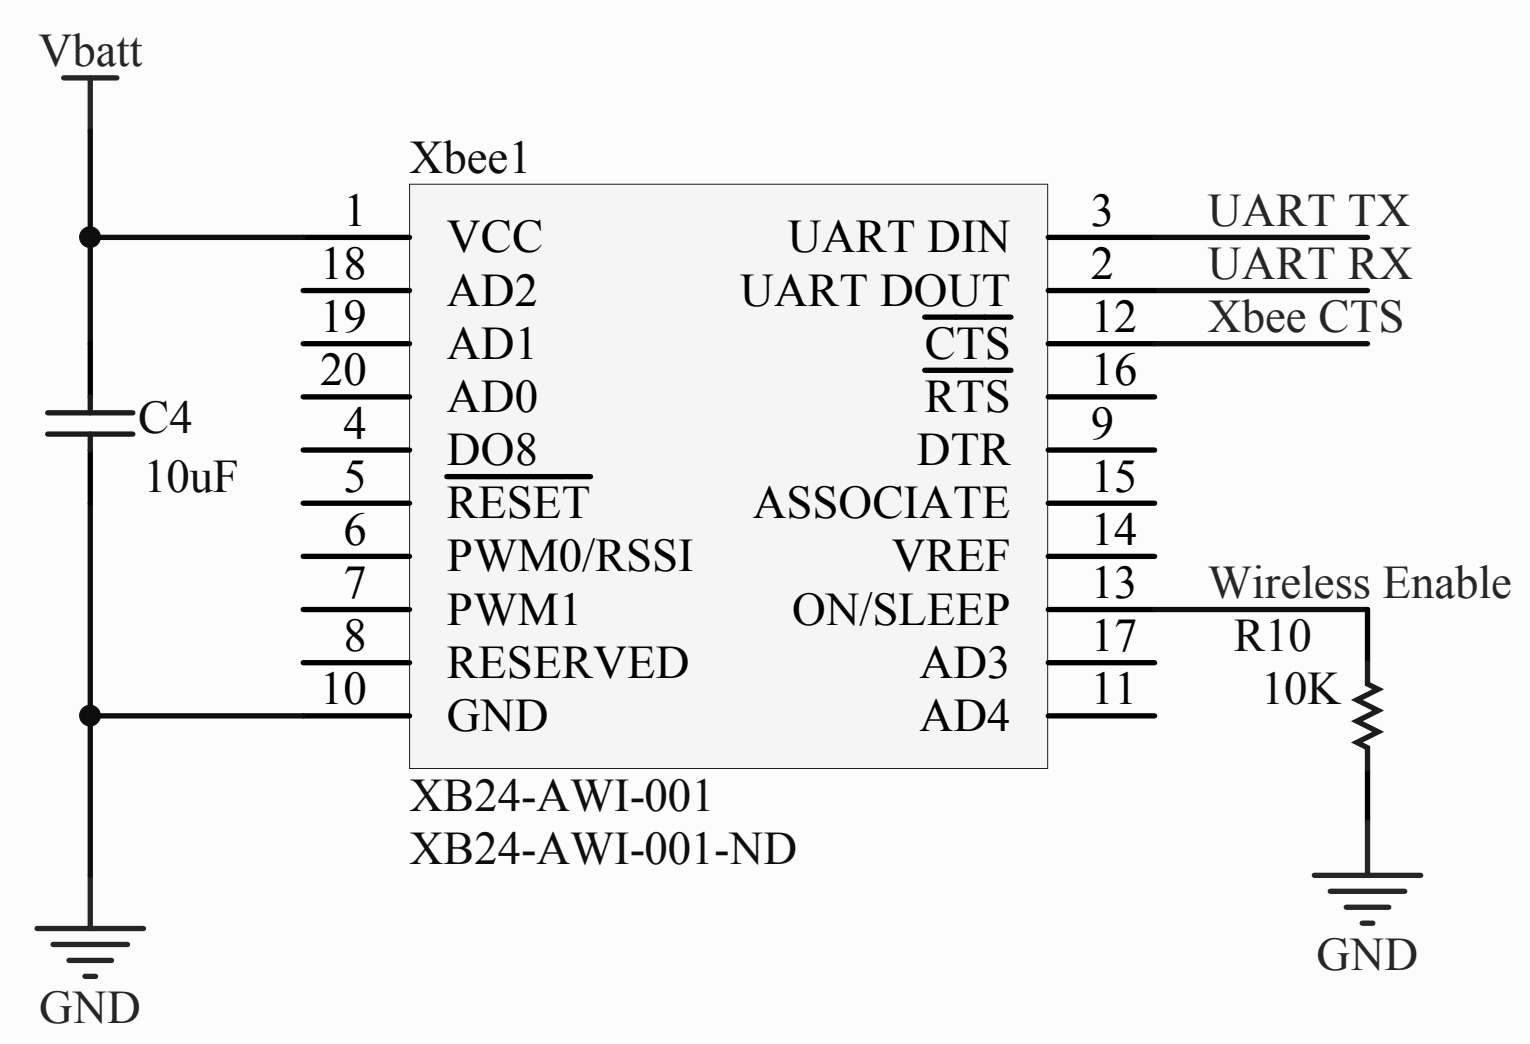 Vbatt
Xbee1
1 VCC UART DIN 3 UART TX
18 AD2 UART DOUT 2 UART RX
19 AD1 CTS 12 Xbee CTS
20 AD0 RTS 16
4 DO8 DTR 9
5 RESET ASSOCIATE 15
6 PWM0/RSSI VREF 14
7 PWM1 ON/SLEEP 13 Wireless Enable
8 RESERVED AD3 17
10 GND AD4 11
C4
10uF
R10
10K
XB24-AWI-001
XB24-AWI-001-ND
GND
GND